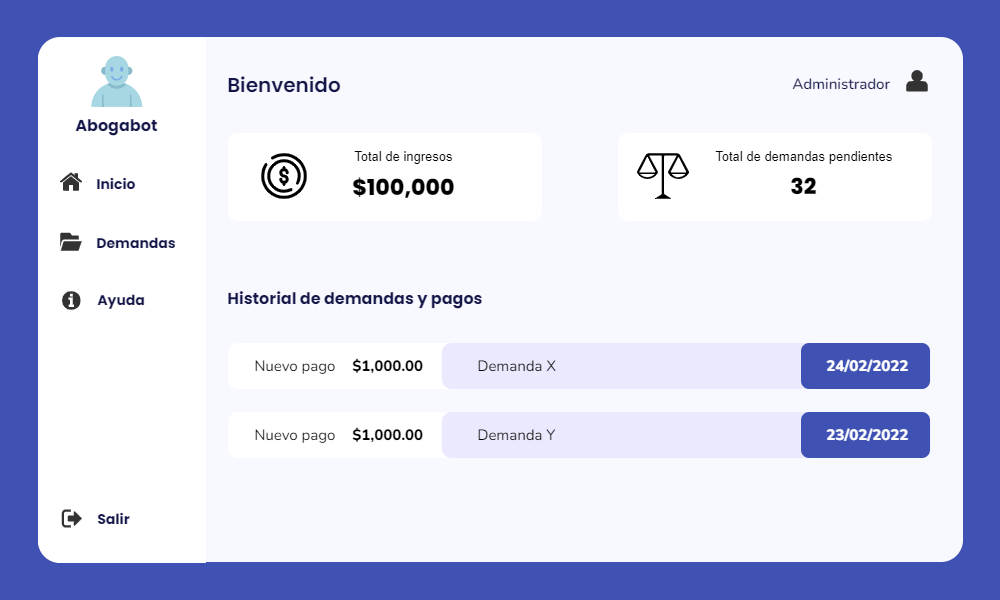 Abogabot
Inicio
Demandas
Ayuda
Salir
Bienvenido
Administrador
Total de ingresos
$100,000
Total de demandas pendientes
32
Historial de demandas y pagos
Nuevo pago $1,000.00 Demanda X 24/02/2022
Nuevo pago $1,000.00 Demanda Y 23/02/2022